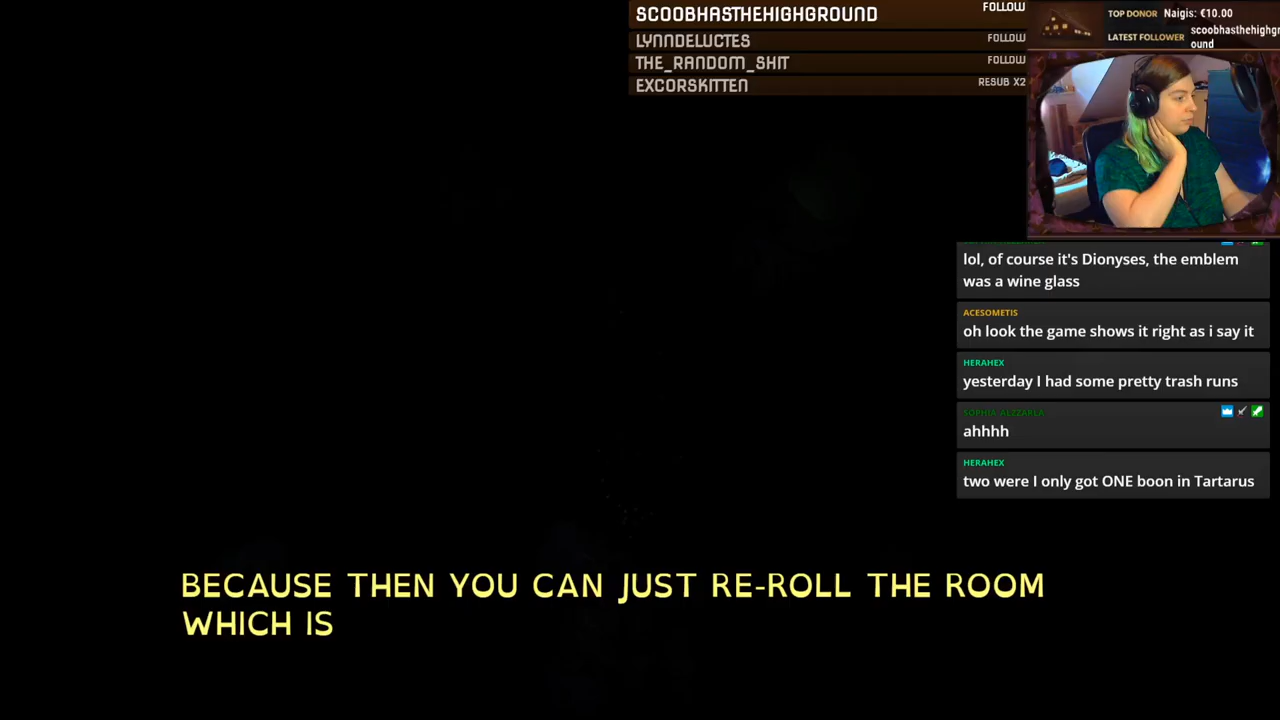 SCOOBHASTHEHIGHGROUND FOLLOW
LYNNDELUCTES FOLLOW
THE_RANDOM_SHIT FOLLOW
EXCORSKITTEN RESUB X2
TOP DONOR Naigis: €10.00
LATEST FOLLOWER scoobhasthehighgr
ound
lol, of course it's Dionyses, the emblem
was a wine glass
ACESOMETIS
oh look the game shows it right as i say it
HERAHEX
yesterday I had some pretty trash runs
SOPHIA_ALZZARLA
ahhhh
HERAHEX
two were I only got ONE boon in Tartarus
BECAUSE THEN YOU CAN JUST RE-ROLL THE ROOM
WHICH IS